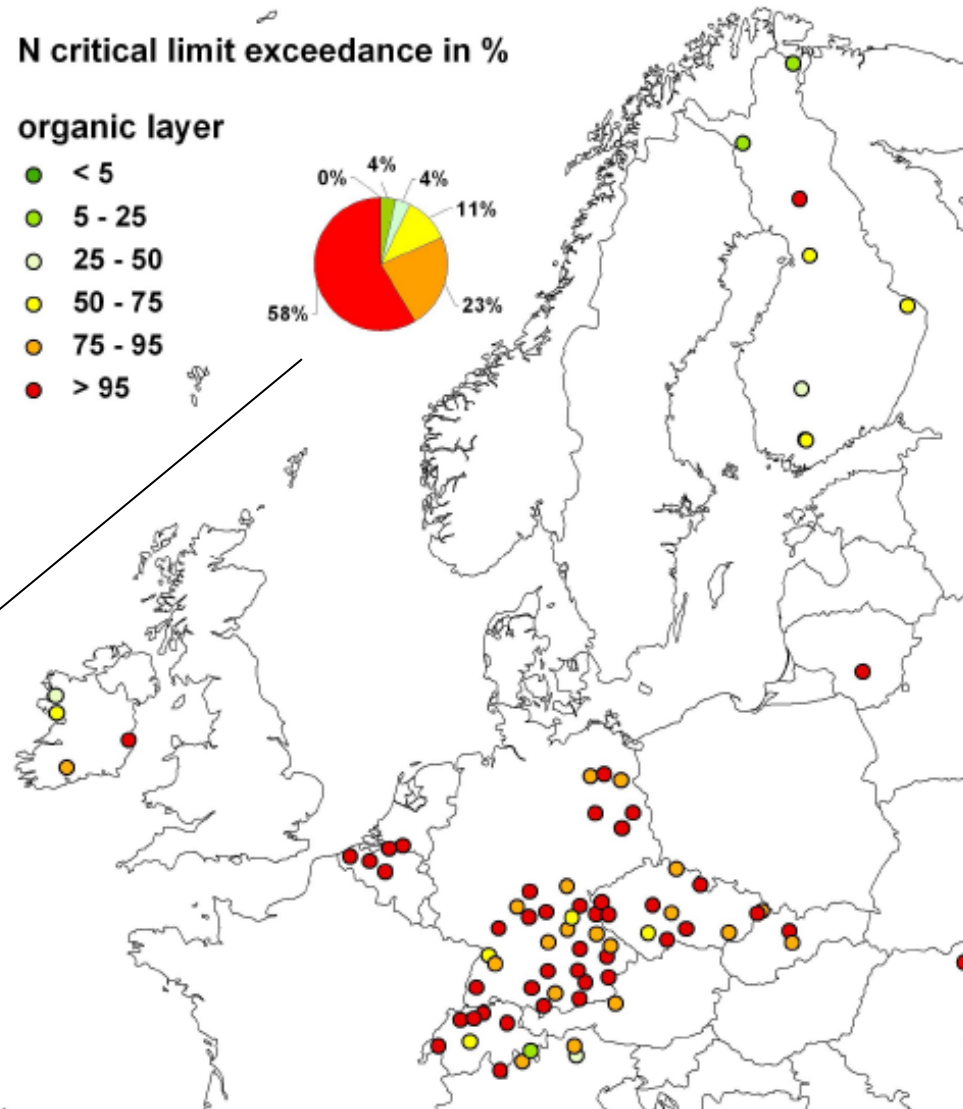 N critical limit exceedance in %
organic layer
< 5
5 - 25
25 - 50
50 - 75
75 - 95
> 95
0%
4%
4%
11%
23%
58%